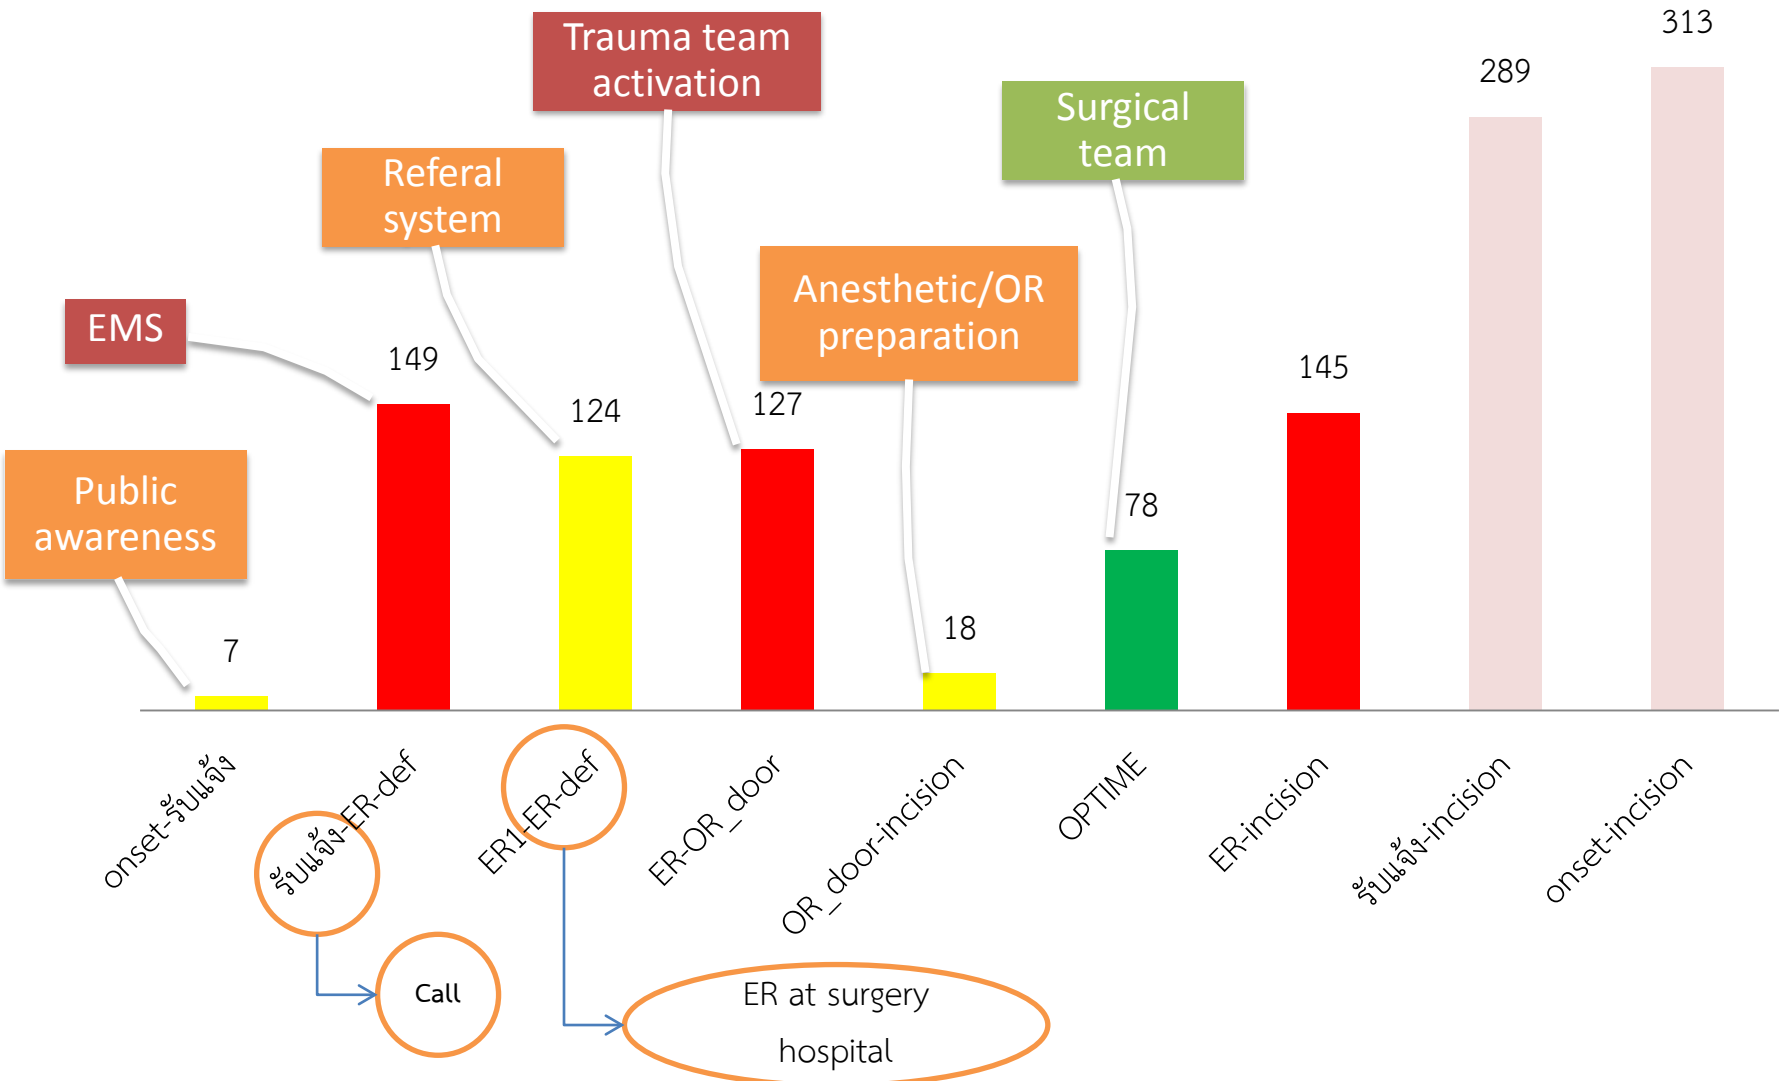 Trauma team
activation
313
289
Surgical
team
Referal
system
Anesthetic/OR
preparation
EMS
149
124
127
145
Public
awareness
78
7
18
onset-รับแจ้ง
รับแจ้ง-ER-def
ER1-ER-def
ER-OR_door
OR_door-incision
OPTIME
ER-incision
รับแจ้ง-incision
onset-incision
Call
ER at surgery
hospital